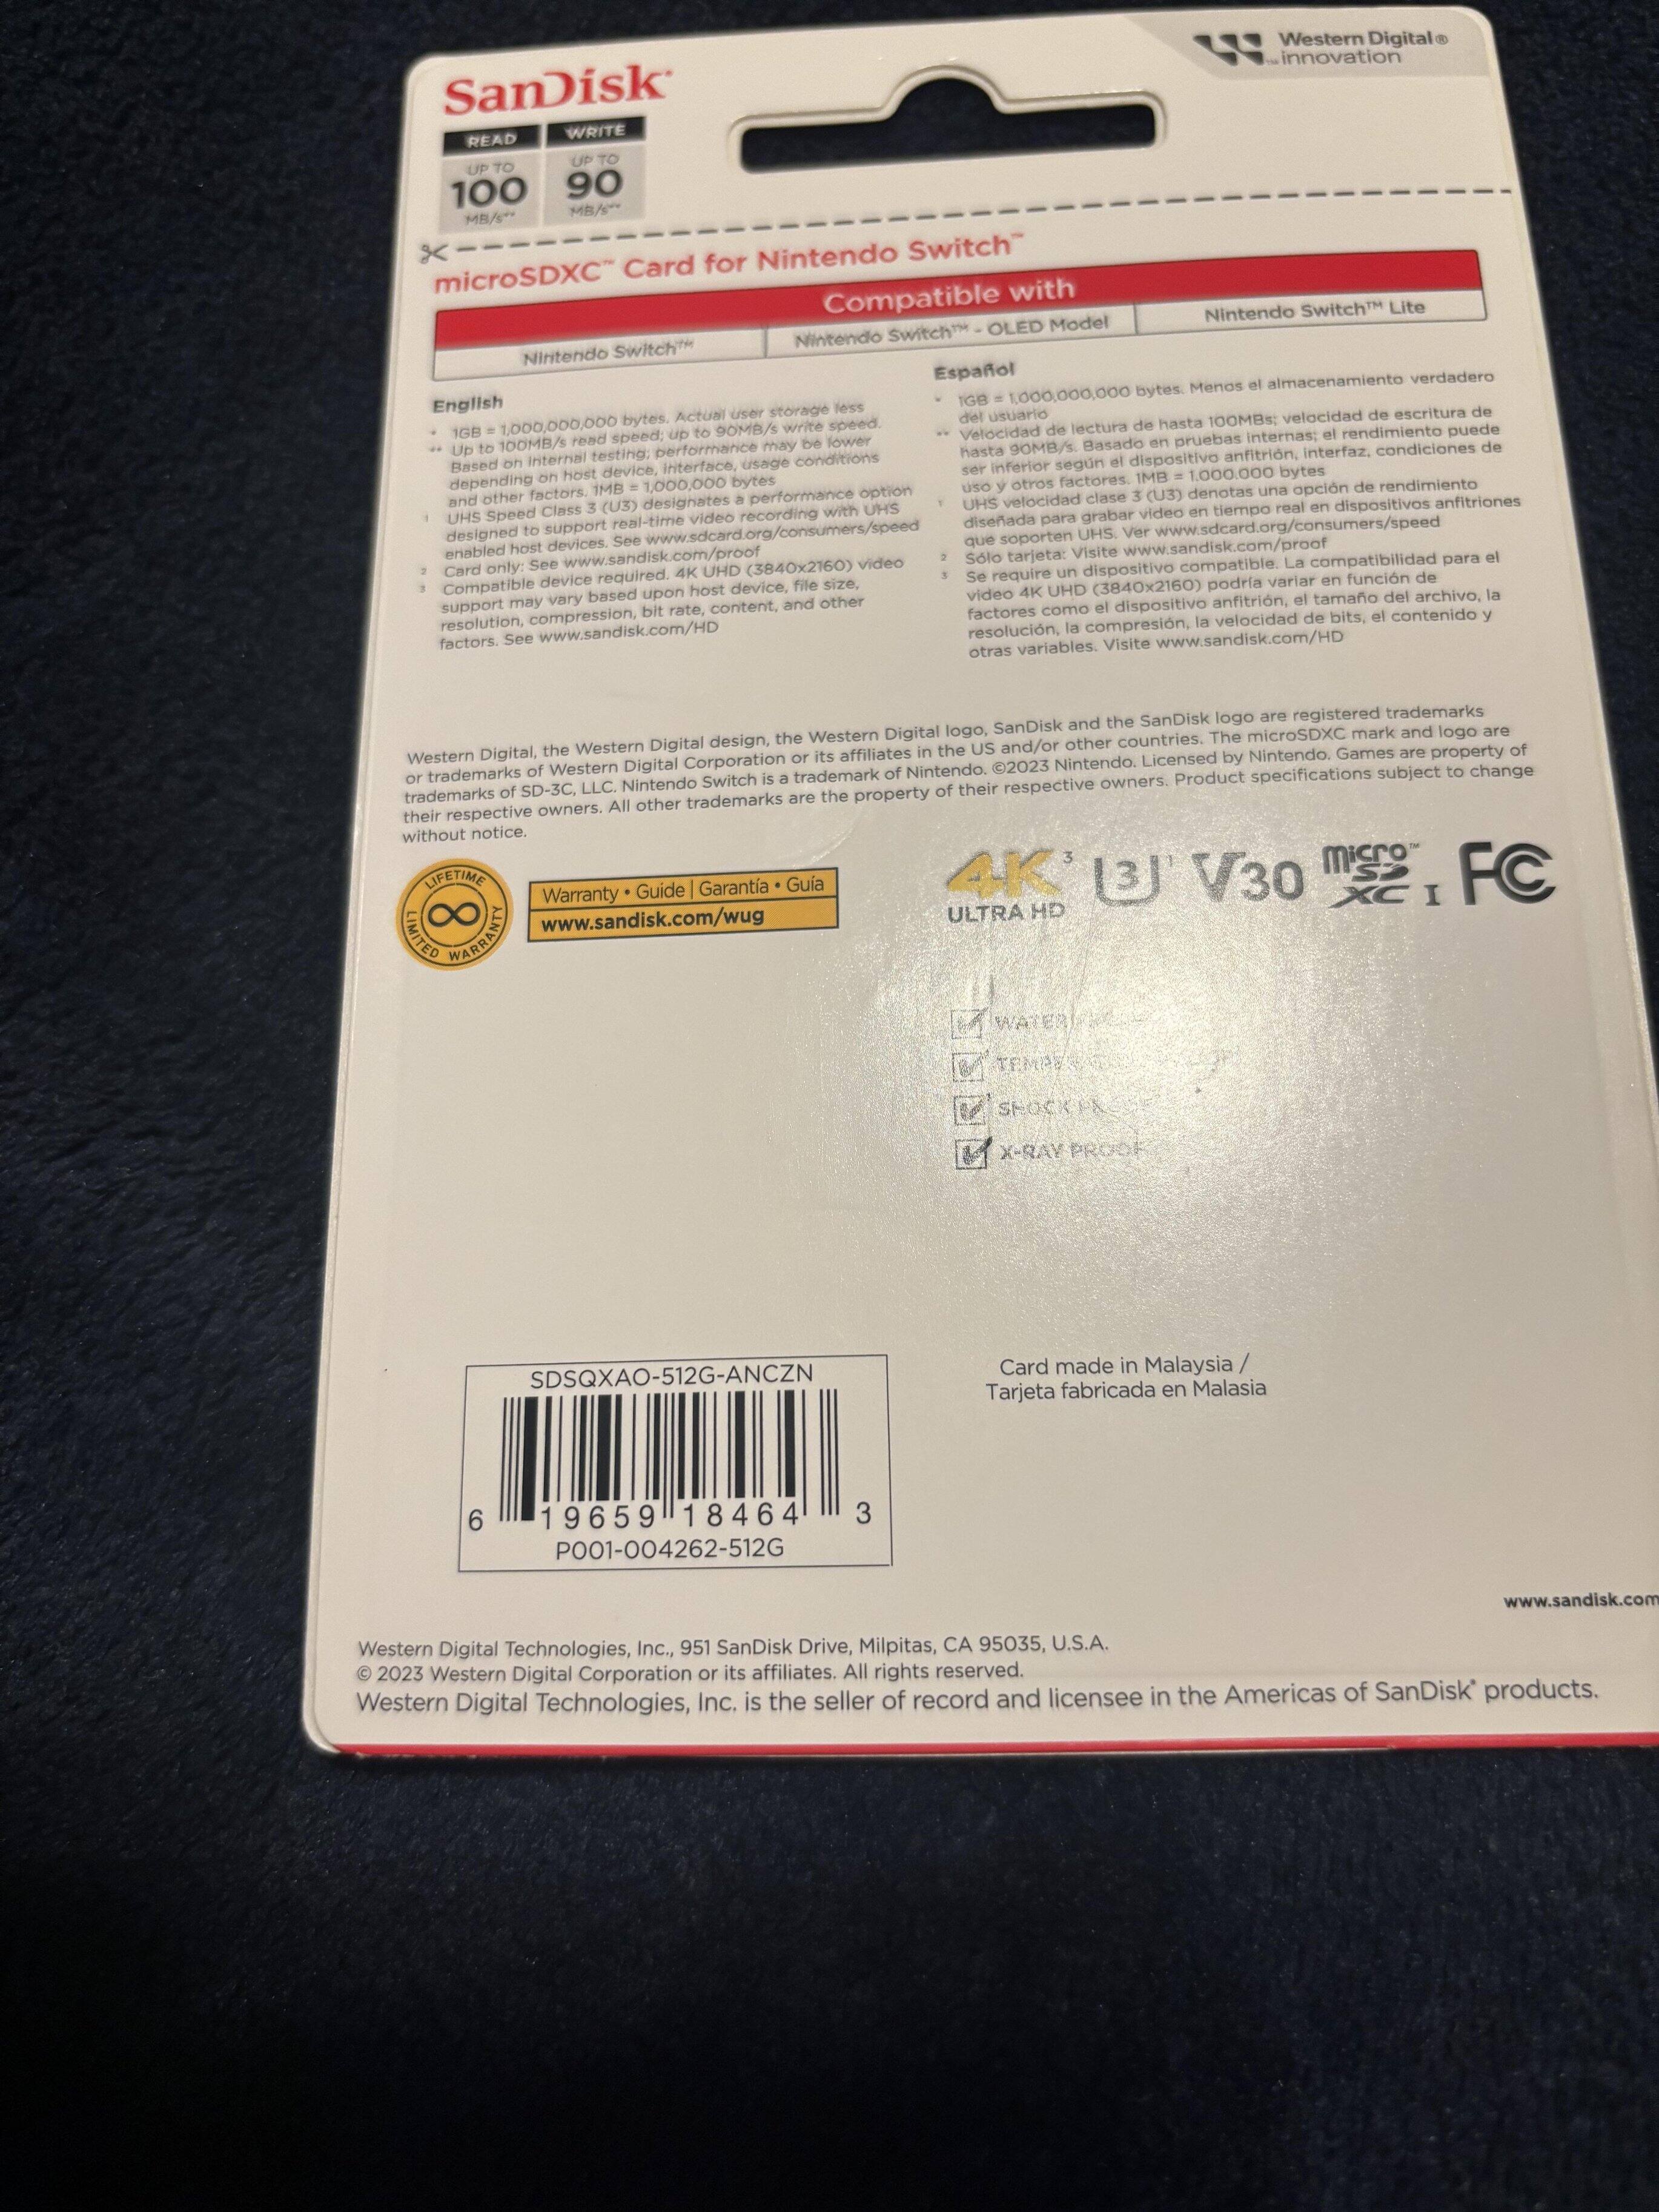 SanDisk®
Western Digital®
™ innovation
READ WRITE
UP TO UP TO
100 90
MB/s** MB/s**
microSDXC™ Card for Nintendo Switch™
Compatible with
Nintendo Switch™ Nintendo Switch™ - OLED Model Nintendo Switch™ Lite
English
* 1GB = 1,000,000,000 bytes. Actual user storage less
** Up to 100MB/s read speed; up to 90MB/s write speed.
Based on internal testing; performance may be lower
depending on host device, interface, usage conditions
and other factors. 1MB = 1,000,000 bytes
1 UHS Speed Class 3 (U3) designates a performance option
designed to support real-time video recording with UHS
enabled host devices. See www.sdcard.org/consumers/speed
2 Card only: See www.sandisk.com/proof
3 Compatible device required. 4K UHD (3840x2160) video
support may vary based upon host device, file size,
resolution, compression, bit rate, content, and other
factors. See www.sandisk.com/HD
Español
* 1GB = 1,000,000,000 bytes. Menos el almacenamiento verdadero
del usuario
** Velocidad de lectura de hasta 100MBs; velocidad de escritura de
hasta 90MB/s. Basado en pruebas internas; el rendimiento puede
ser inferior según el dispositivo anfitrión, interfaz, condiciones de
uso y otros factores. 1MB = 1.000.000 bytes
1 UHS velocidad clase 3 (U3) denotas una opción de rendimiento
diseñada para grabar video en tiempo real en dispositivos anfitriones
que soporten UHS. Ver www.sdcard.org/consumers/speed
2 Sólo tarjeta: Visite www.sandisk.com/proof
3 Se require un dispositivo compatible. La compatibilidad para el
video 4K UHD (3840x2160) podría variar en función de
factores como el dispositivo anfitrión, el tamaño del archivo, la
resolución, la compresión, la velocidad de bits, el contenido y
otras variables. Visite www.sandisk.com/HD
Western Digital, the Western Digital design, the Western Digital logo, SanDisk and the SanDisk logo are registered trademarks
or trademarks of Western Digital Corporation or its affiliates in the US and/or other countries. The microSDXC mark and logo are
trademarks of SD-3C, LLC. Nintendo Switch is a trademark of Nintendo. ©2023 Nintendo. Licensed by Nintendo. Games are property of
their respective owners. All other trademarks are the property of their respective owners. Product specifications subject to change
without notice.
LIFETIME
LIMITED WARRANTY
Warranty • Guide | Garantía • Guía
www.sandisk.com/wug
4K³ U3¹ V30 micro™ SD XC I FC
ULTRA HD
WATER
SHOCK PROOF
X-RAY PROOF
SDSQXAO-512G-ANCZN
6 19659 18464 3
P001-004262-512G
Card made in Malaysia /
Tarjeta fabricada en Malasia
www.sandisk.com
Western Digital Technologies, Inc., 951 SanDisk Drive, Milpitas, CA 95035, U.S.A.
© 2023 Western Digital Corporation or its affiliates. All rights reserved.
Western Digital Technologies, Inc. is the seller of record and licensee in the Americas of SanDisk® products.